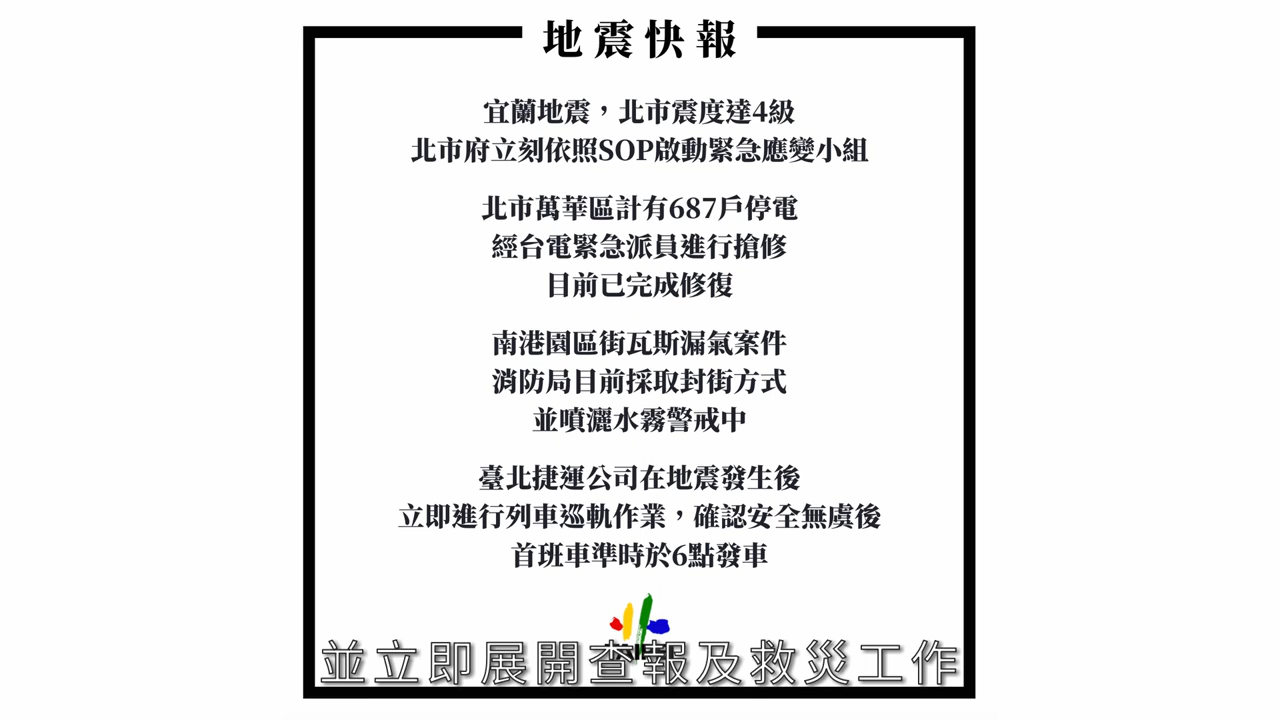 地震快報
宜蘭地震，北市震度達4級
北市府立刻依照SOP啟動緊急應變小組
北市萬華區計有687戶停電
經台電緊急派員進行搶修
目前已完成修復
南港園區街瓦斯漏氣案件
消防局目前採取封街方式
並噴灑水霧警戒中
臺北捷運公司在地震發生後
立即進行列車巡軌作業，確認安全無虞後
首班車準時於6點發車
並立即展開查報及救災工作